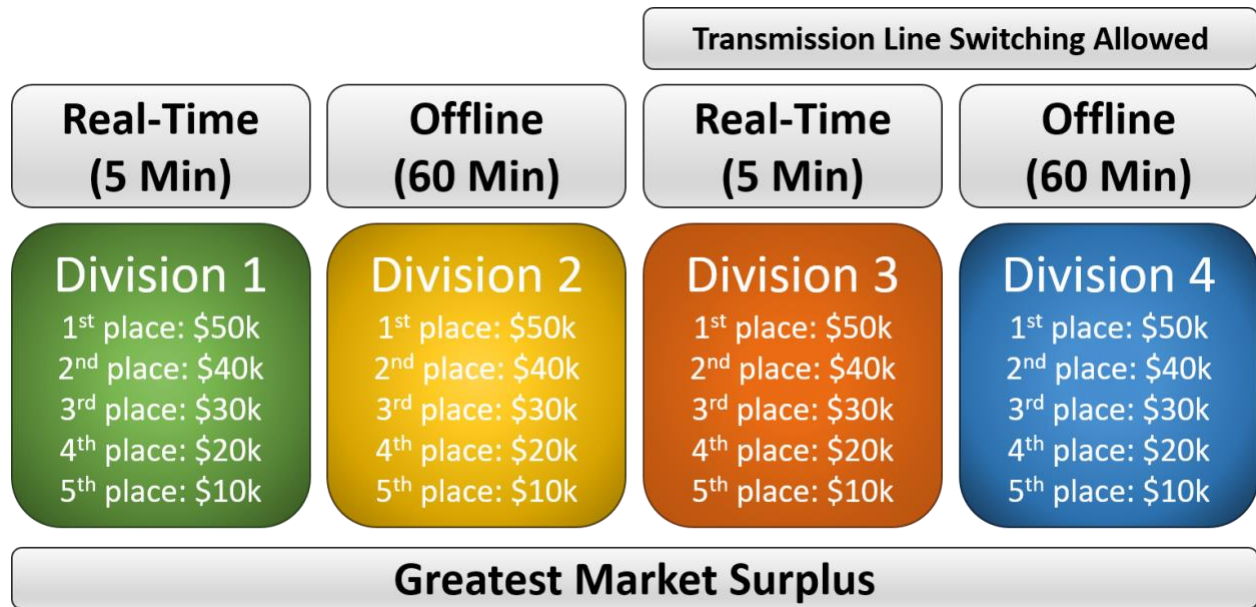 Transmission Line Switching Allowed
Real-Time
(5 Min)
Offline
(60 Min)
Real-Time
(5 Min)
Offline
(60 Min)
Division 1
1st place: $50k
2nd place: $40k
3rd place: $30k
4th place: $20k
5th place: $10k
Division 2
1st place: $50k
2nd place: $40k
3rd place: $30k
4th place: $20k
5th place: $10k
Division 3
1st place: $50k
2nd place: $40k
3rd place: $30k
4th place: $20k
5th place: $10k
Division 4
1st place: $50k
2nd place: $40k
3rd place: $30k
4th place: $20k
5th place: $10k
Greatest Market Surplus